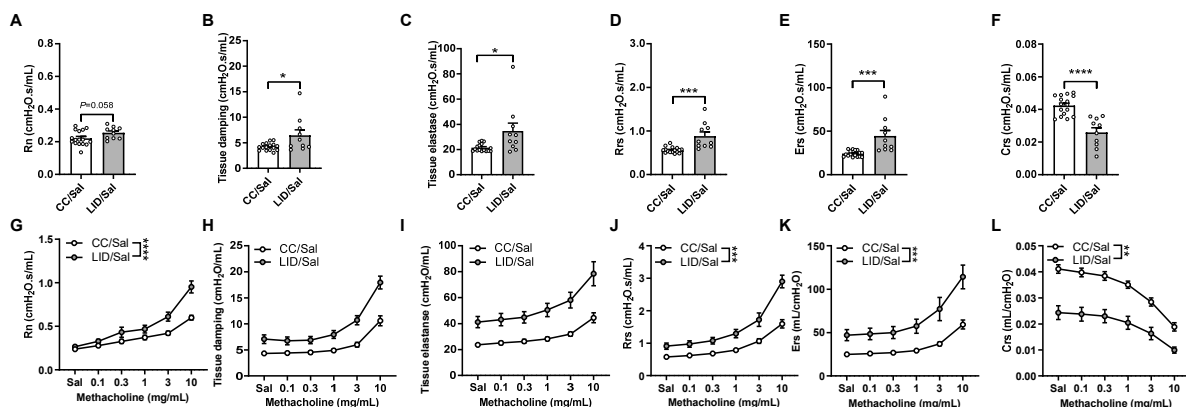 A
Rn (cmH2O.s/mL)
0.8
0.6
0.4
0.2
0.0
P=0.058
CC/Sal
LID/Sal
B
Tissue damping (cmH2O.s/mL)
25
20
15
10
5
0
*
CC/Sal
LID/Sal
C
Tissue elastase (cmH2O.s/mL)
100
80
60
40
20
0
*
CC/Sal
LID/Sal
D
Rrs (cmH2O.s/mL)
3.0
2.0
1.0
0.0
***
CC/Sal
LID/Sal
E
Ers (cmH2O.s/mL)
150
100
50
0
***
CC/Sal
LID/Sal
F
Crs (cmH2O.s/mL)
0.08
0.06
0.04
0.02
0.00
****
CC/Sal
LID/Sal
G
Rn (cmH2O.s/mL)
1.5
1.0
0.5
0.0
CC/Sal
LID/Sal
****
Sal 0.1 0.3 1 3 10
Methacholine (mg/mL)
H
Tissue damping (cmH2O/mL)
25
20
15
10
5
0
CC/Sal
LID/Sal
Sal 0.1 0.3 1 3 10
Methacholine (mg/mL)
I
Tissue elastanse (cmH2O/mL)
100
80
60
40
20
0
CC/Sal
LID/Sal
Sal 0.1 0.3 1 3 10
Methacholine (mg/mL)
J
Rrs (cmH2O.s/mL)
4
3
2
1
0
CC/Sal
LID/Sal
***
Sal 0.1 0.3 1 3 10
Methacholine (mg/mL)
K
Ers (mL/cmH2O)
150
100
50
0
CC/Sal
LID/Sal
***
Sal 0.1 0.3 1 3 10
Methacholine (mg/mL)
L
Crs (mL/cmH2O)
0.05
0.04
0.03
0.02
0.01
0.00
CC/Sal
LID/Sal
**
Sal 0.1 0.3 1 3 10
Methacholine (mg/mL)